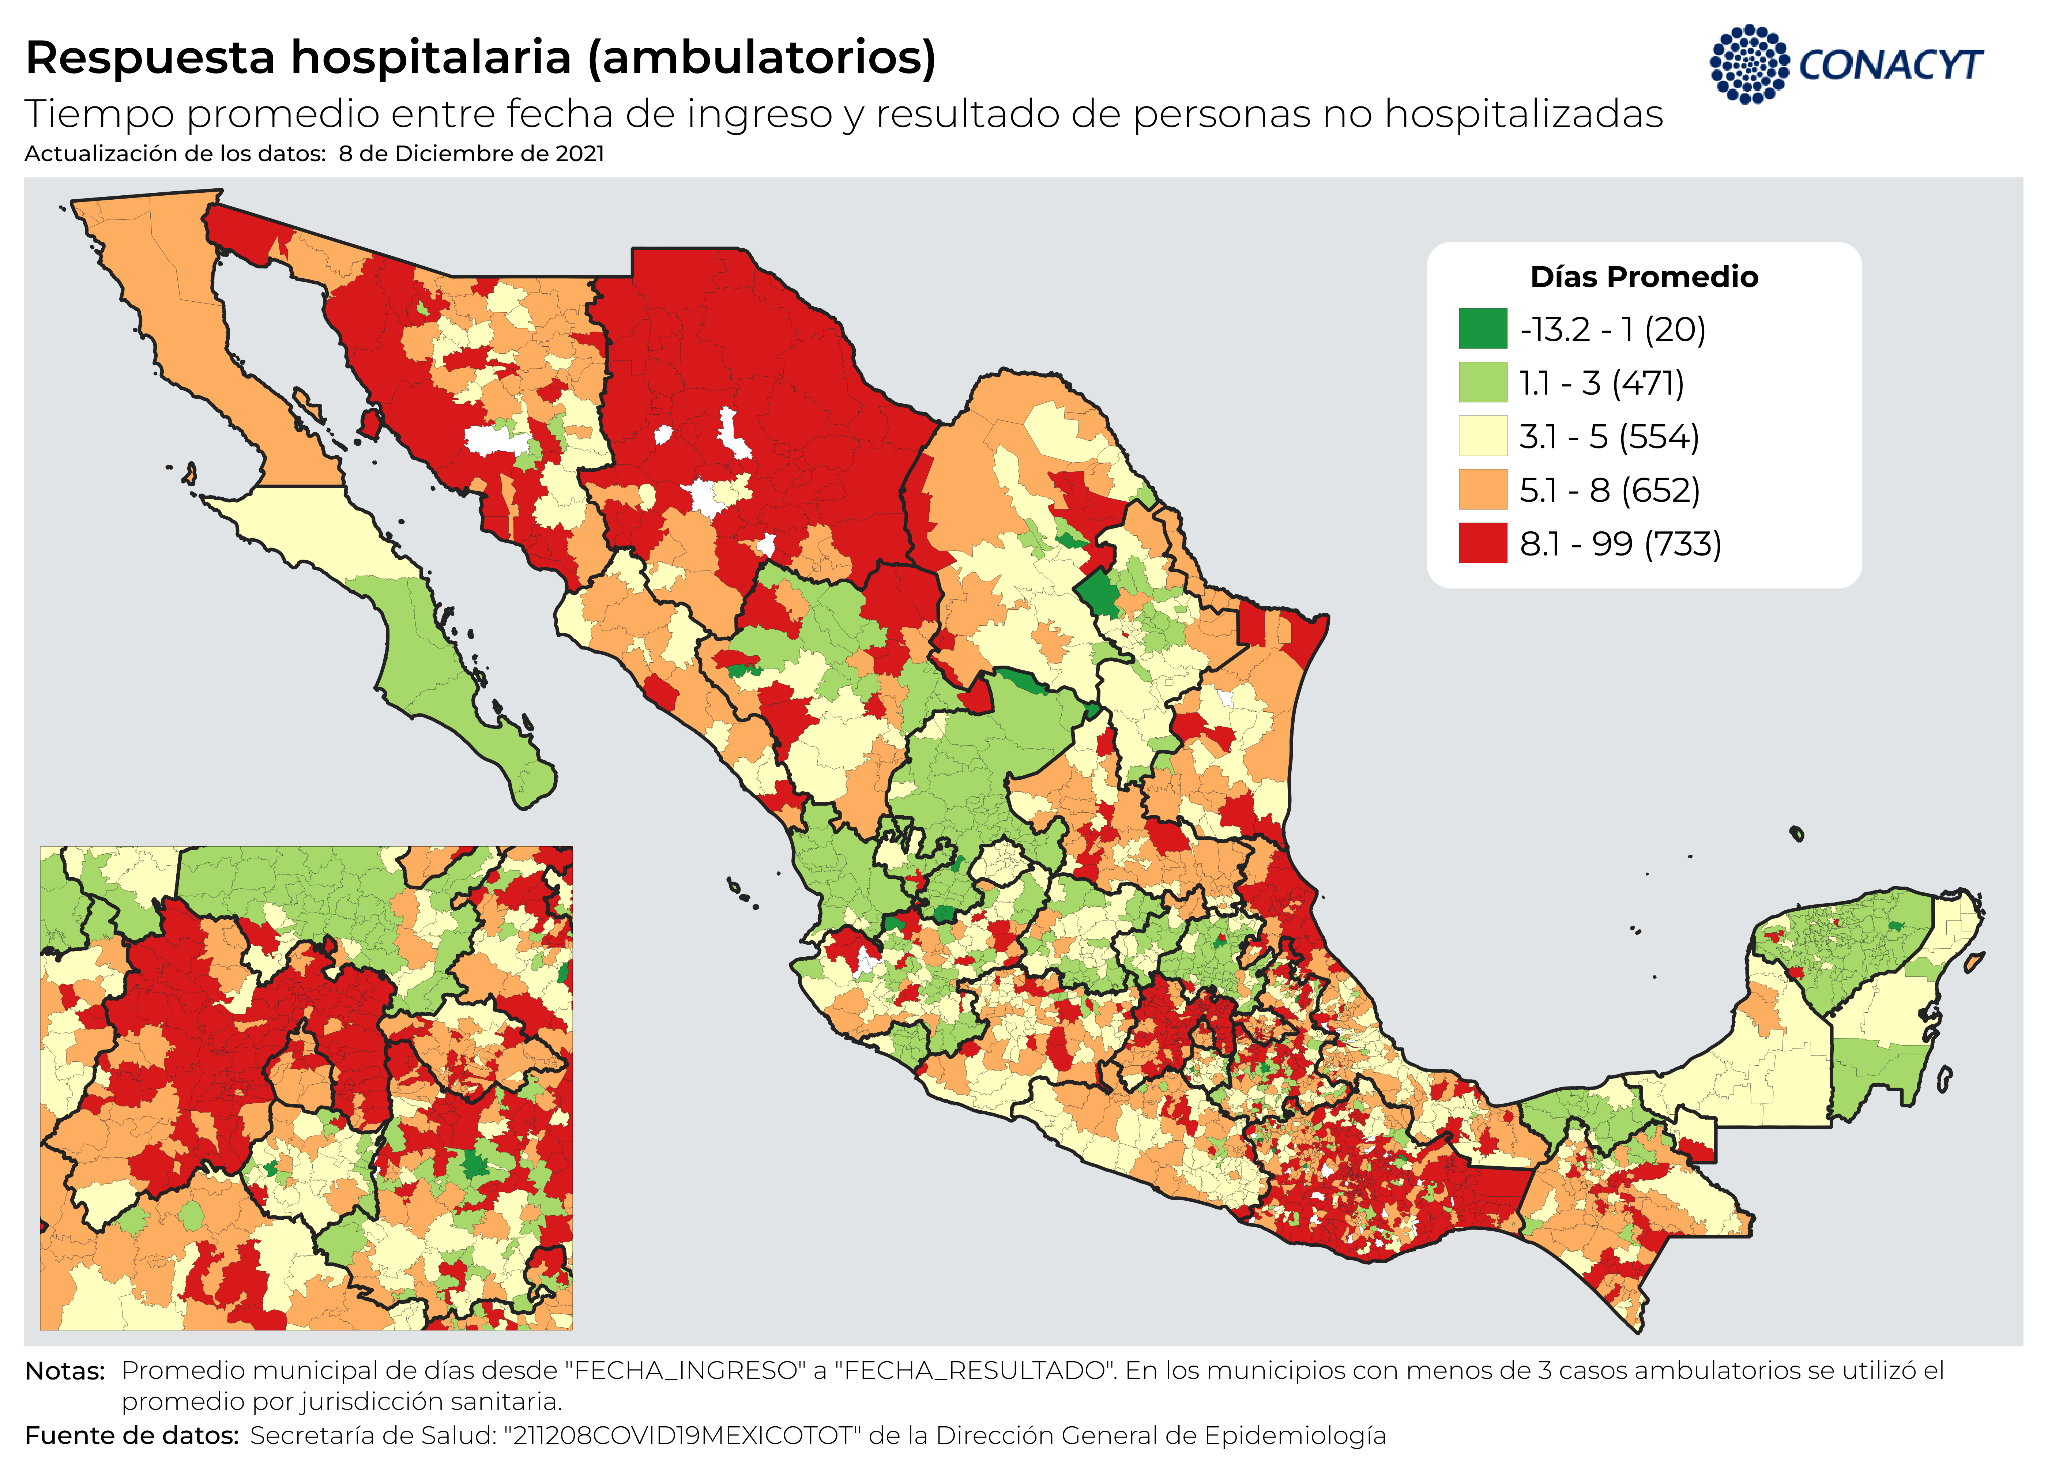 Respuesta hospitalaria (ambulatorios)
CONACYT
Tiempo promedio entre fecha de ingreso y resultado de personas no hospitalizadas
Actualización de los datos: 8 de Diciembre de 2021
Días Promedio
-13.2 - 1 (20)
1.1 - 3 (471)
3.1 - 5 (554)
5.1 - 8 (652)
8.1 - 99 (733)
Notas: Promedio municipal de días desde "FECHA_INGRESO" a "FECHA_RESULTADO". En los municipios con menos de 3 casos ambulatorios se utilizó el
promedio por jurisdicción sanitaria.
Fuente de datos: Secretaría de Salud: "211208COVID19MEXICOTOT" de la Dirección General de Epidemiología